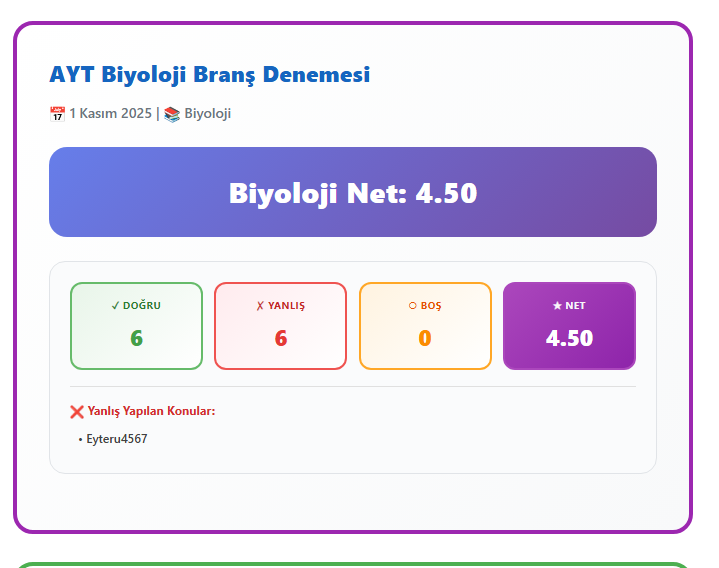 AYT Biyoloji Branş Denemesi
📅 1 Kasım 2025 | 📚 Biyoloji
Biyoloji Net: 4.50
✓ DOĞRU
6
✗ YANLIŞ
6
○ BOŞ
0
★ NET
4.50
❌ Yanlış Yapılan Konular:
• Eyteru4567